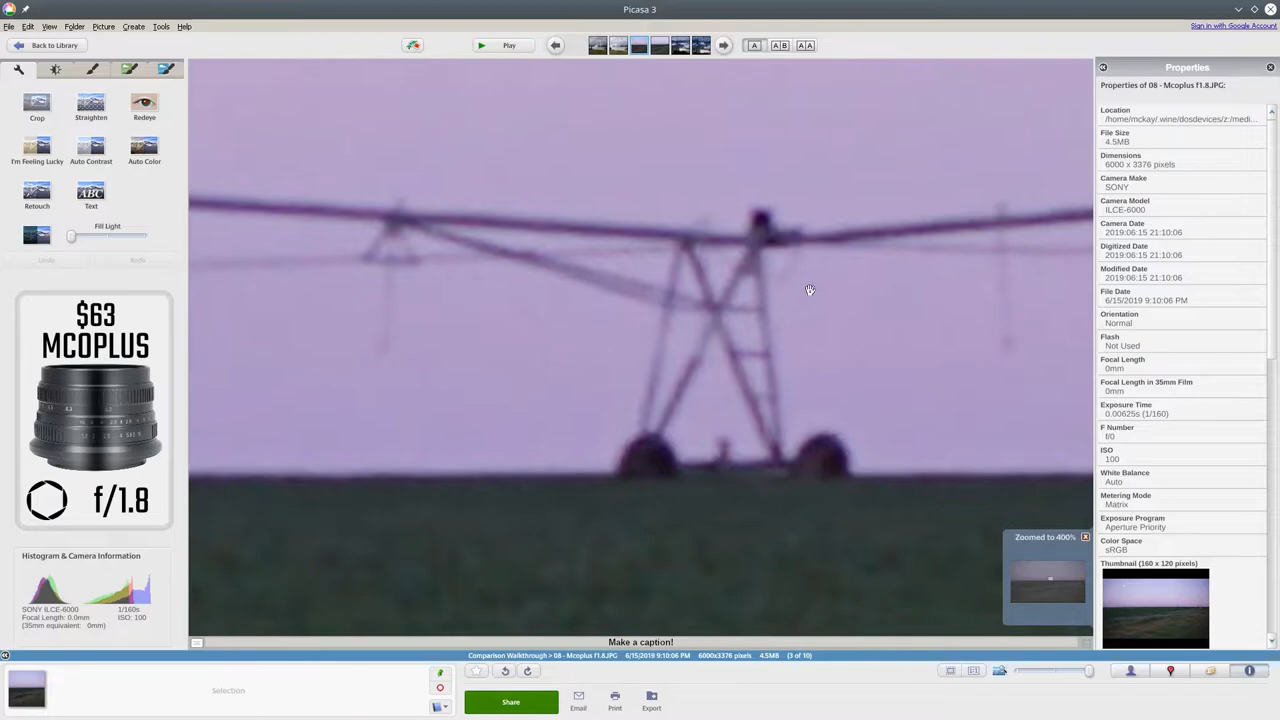 Picasa 3
File Edit View Folder Picture Create Tools Help
Sign in with Google Account
Back to Library
Play
A
A B
A A
Properties
Properties of 08 - Mcoplus f1.8.JPG:
Location
/home/mckay/.wine/dosdevices/z:/medi...
File Size
4.5MB
Dimensions
6000 x 3376 pixels
Camera Make
SONY
Camera Model
ILCE-6000
Camera Date
2019:06:15 21:10:06
Digitized Date
2019:06:15 21:10:06
Modified Date
2019:06:15 21:10:06
File Date
6/15/2019 9:10:06 PM
Orientation
Normal
Flash
Not Used
Focal Length
0mm
Focal Length in 35mm Film
0mm
Exposure Time
0.00625s (1/160)
F Number
f/0
ISO
100
White Balance
Auto
Metering Mode
Matrix
Exposure Program
Aperture Priority
Color Space
sRGB
Thumbnail (160 x 120 pixels)
Crop
Straighten
Redeye
I'm Feeling Lucky
Auto Contrast
Auto Color
Retouch
ABC
Text
Fill Light
Undo
Redo
$63
MCOPLUS
f/1.8
Histogram & Camera Information
SONY ILCE-6000
1/160s
Focal Length: 0.0mm
ISO: 100
(35mm equivalent: 0mm)
Zoomed to 400%
Make a caption!
Comparison Walkthrough > 08 - Mcoplus f1.8.JPG 6/15/2019 9:10:06 PM 6000x3376 pixels 4.5MB (3 of 10)
Selection
Share
Email
Print
Export